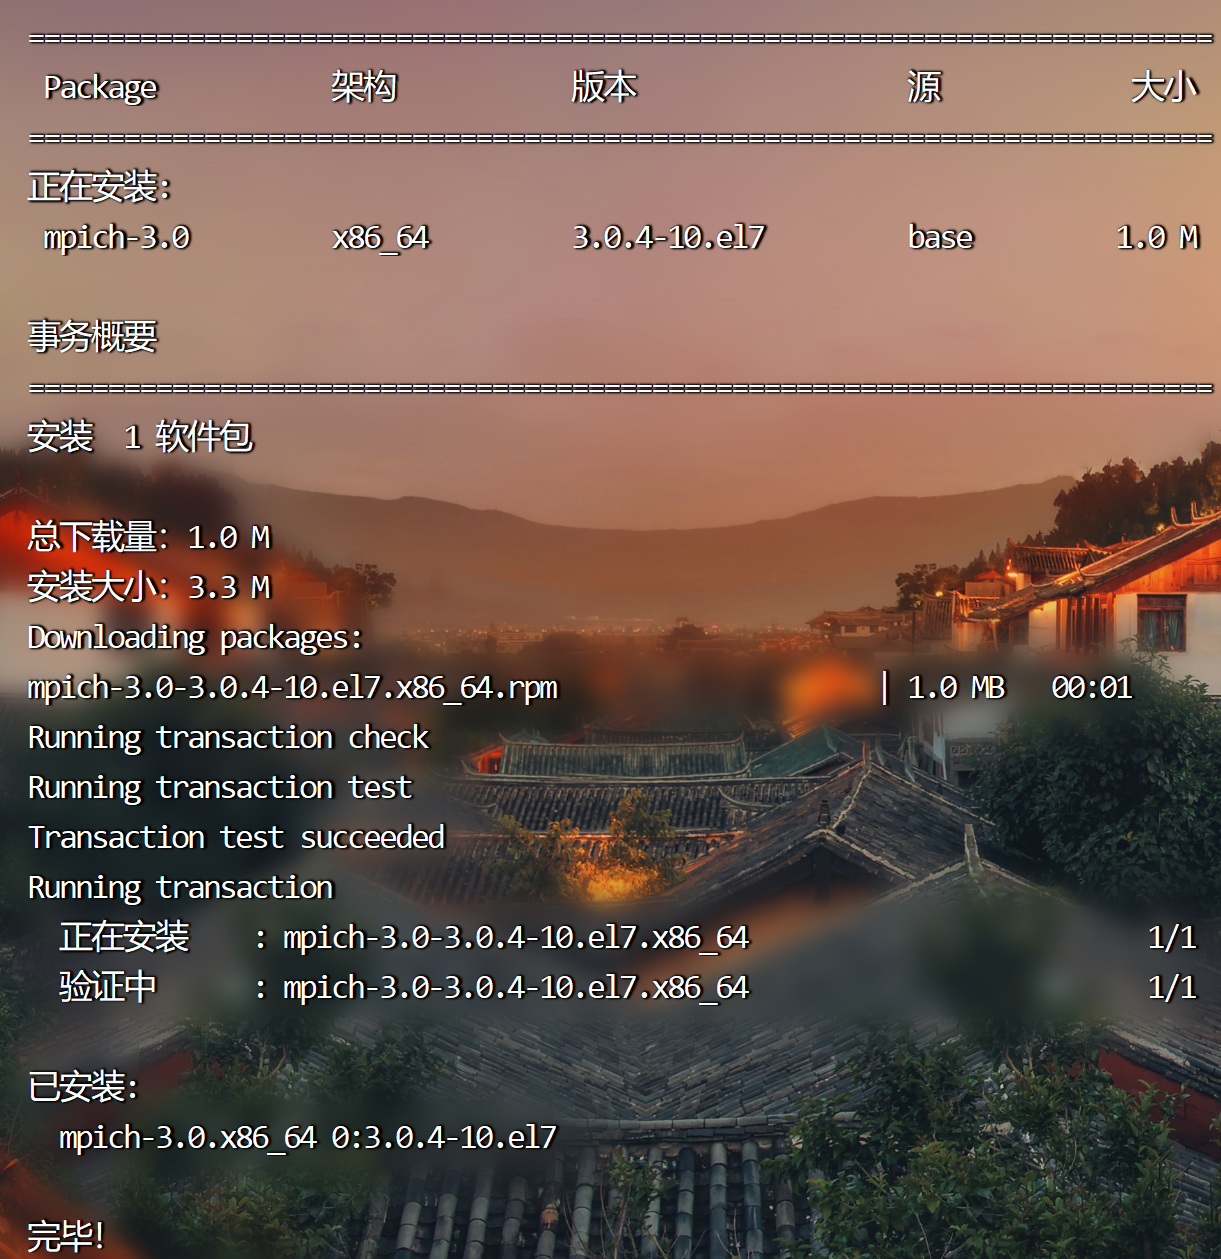 ==========================================================================
Package 架构 版本 源 大小
==========================================================================
正在安装:
mpich-3.0 x86_64 3.0.4-10.el7 base 1.0 M
事务概要
==========================================================================
安装 1 软件包
总下载量：1.0 M
安装大小：3.3 M
Downloading packages:
mpich-3.0-3.0.4-10.el7.x86_64.rpm | 1.0 MB 00:01
Running transaction check
Running transaction test
Transaction test succeeded
Running transaction
正在安装 : mpich-3.0-3.0.4-10.el7.x86_64 1/1
验证中 : mpich-3.0-3.0.4-10.el7.x86_64 1/1
已安装:
mpich-3.0.x86_64 0:3.0.4-10.el7
完毕！